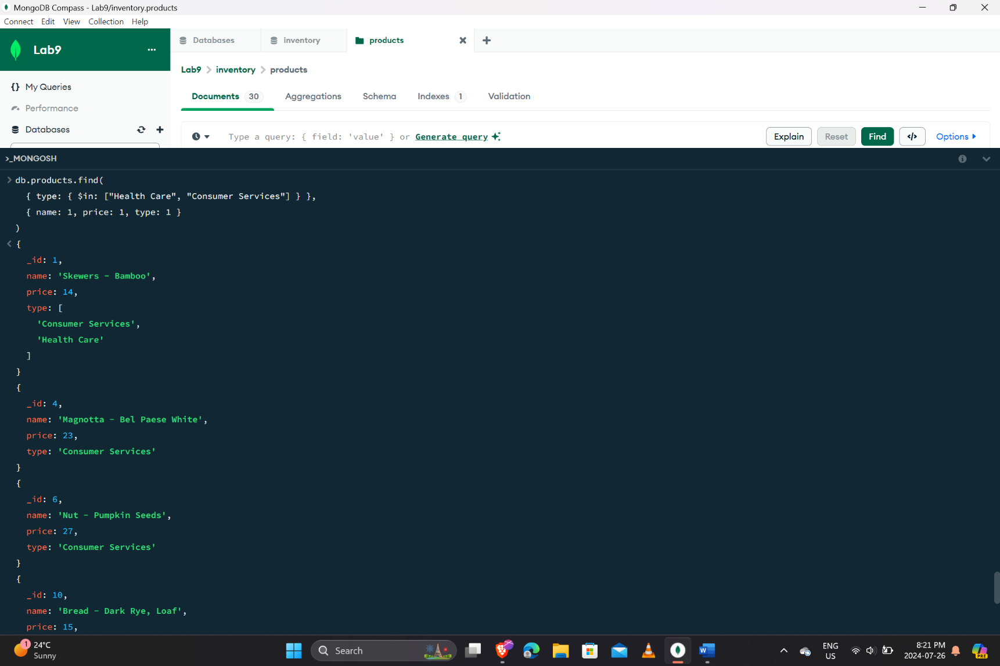 MongoDB Compass - Lab9/inventory.products
Connect Edit View Collection Help
Lab9 ...
Databases inventory products
Lab9 > inventory > products
{} My Queries
Documents 30 Aggregations Schema Indexes 1 Validation
Performance
Databases
Type a query: { field: 'value' } or Generate query
Explain Reset Find </> Options
>_MONGOSH
> db.products.find(
{ type: { $in: ["Health Care", "Consumer Services"] } },
{ name: 1, price: 1, type: 1 }
)
< {
_id: 1,
name: 'Skewers - Bamboo',
price: 14,
type: [
'Consumer Services',
'Health Care'
]
}
{
_id: 4,
name: 'Magnotta - Bel Paese White',
price: 23,
type: 'Consumer Services'
}
{
_id: 6,
name: 'Nut - Pumpkin Seeds',
price: 27,
type: 'Consumer Services'
}
{
_id: 10,
name: 'Bread - Dark Rye, Loaf',
price: 15,
1
24°C
Sunny
Search
W
ENG
US
8:21 PM
2024-07-26
PRE